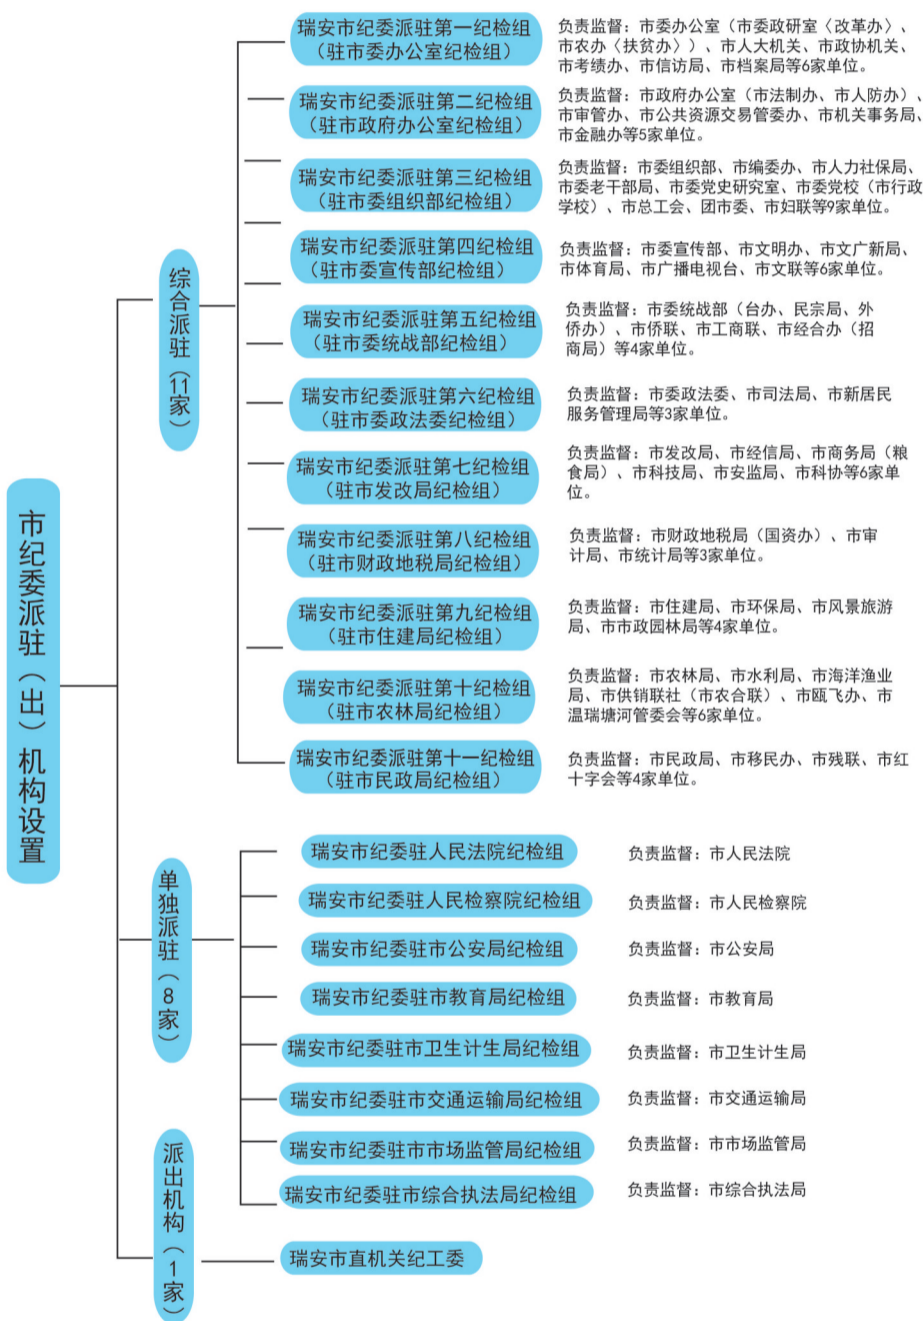 市纪委派驻（出）机构设置
综合派驻（11家）
瑞安市纪委派驻第一纪检组
（驻市委办公室纪检组）
负责监督：市委办公室（市委政研室〈改革办〉、
市农办〈扶贫办〉）、市人大机关、市政协机关、
市考绩办、市信访局、市档案局等6家单位。
瑞安市纪委派驻第二纪检组
（驻市政府办公室纪检组）
负责监督：市政府办公室（市法制办、市人防办）、
市审管办、市公共资源交易管委办、市机关事务局、
市金融办等5家单位。
瑞安市纪委派驻第三纪检组
（驻市委组织部纪检组）
负责监督：市委组织部、市编委办、市人力社保局、
市委老干部局、市委党史研究室、市委党校（市行政
学校）、市总工会、团市委、市妇联等9家单位。
瑞安市纪委派驻第四纪检组
（驻市委宣传部纪检组）
负责监督：市委宣传部、市文明办、市文广新局、
市体育局、市广播电视台、市文联等6家单位。
瑞安市纪委派驻第五纪检组
（驻市委统战部纪检组）
负责监督：市委统战部（台办、民宗局、外
侨办）、市侨联、市工商联、市经合办（招
商局）等4家单位。
瑞安市纪委派驻第六纪检组
（驻市委政法委纪检组）
负责监督：市委政法委、市司法局、市新居民
服务管理局等3家单位。
瑞安市纪委派驻第七纪检组
（驻市发改局纪检组）
负责监督：市发改局、市经信局、市商务局（粮
食局）、市科技局、市安监局、市科协等6家单
位。
瑞安市纪委派驻第八纪检组
（驻市财政地税局纪检组）
负责监督：市财政地税局（国资办）、市审
计局、市统计局等3家单位。
瑞安市纪委派驻第九纪检组
（驻市住建局纪检组）
负责监督：市住建局、市环保局、市风景旅游
局、市市政园林局等4家单位。
瑞安市纪委派驻第十纪检组
（驻市农林局纪检组）
负责监督：市农林局、市水利局、市海洋渔业
局、市供销联社（市农合联）、市瓯飞办、市
温瑞塘河管委会等6家单位。
瑞安市纪委派驻第十一纪检组
（驻市民政局纪检组）
负责监督：市民政局、市移民办、市残联、市红
十字会等4家单位。
单独派驻（8家）
瑞安市纪委驻人民法院纪检组
负责监督：市人民法院
瑞安市纪委驻人民检察院纪检组
负责监督：市人民检察院
瑞安市纪委驻市公安局纪检组
负责监督：市公安局
瑞安市纪委驻市教育局纪检组
负责监督：市教育局
瑞安市纪委驻市卫生计生局纪检组
负责监督：市卫生计生局
瑞安市纪委驻市交通运输局纪检组
负责监督：市交通运输局
瑞安市纪委驻市市场监管局纪检组
负责监督：市市场监管局
瑞安市纪委驻市综合执法局纪检组
负责监督：市综合执法局
派出机构（1家）
瑞安市直机关纪工委